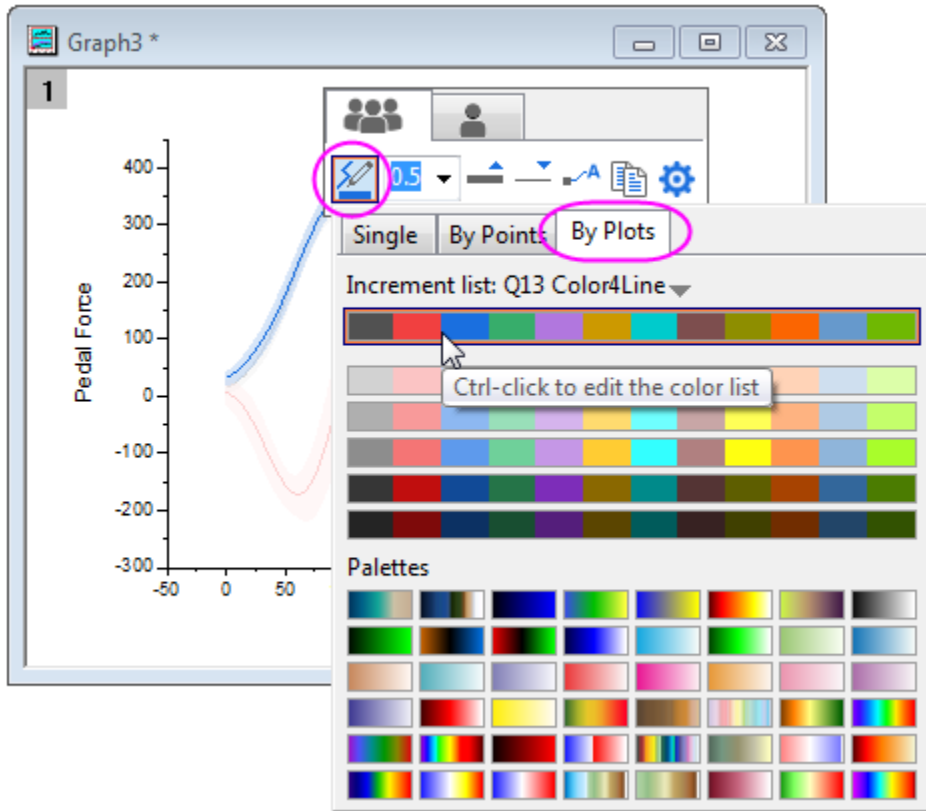 Graph3 *
1
0.5
A
Single By Points By Plots
Increment list: Q13 Color4Line
Ctrl-click to edit the color list
Palettes
Pedal Force
400
300
200
100
0
-100
-200
-300
-50 0 50